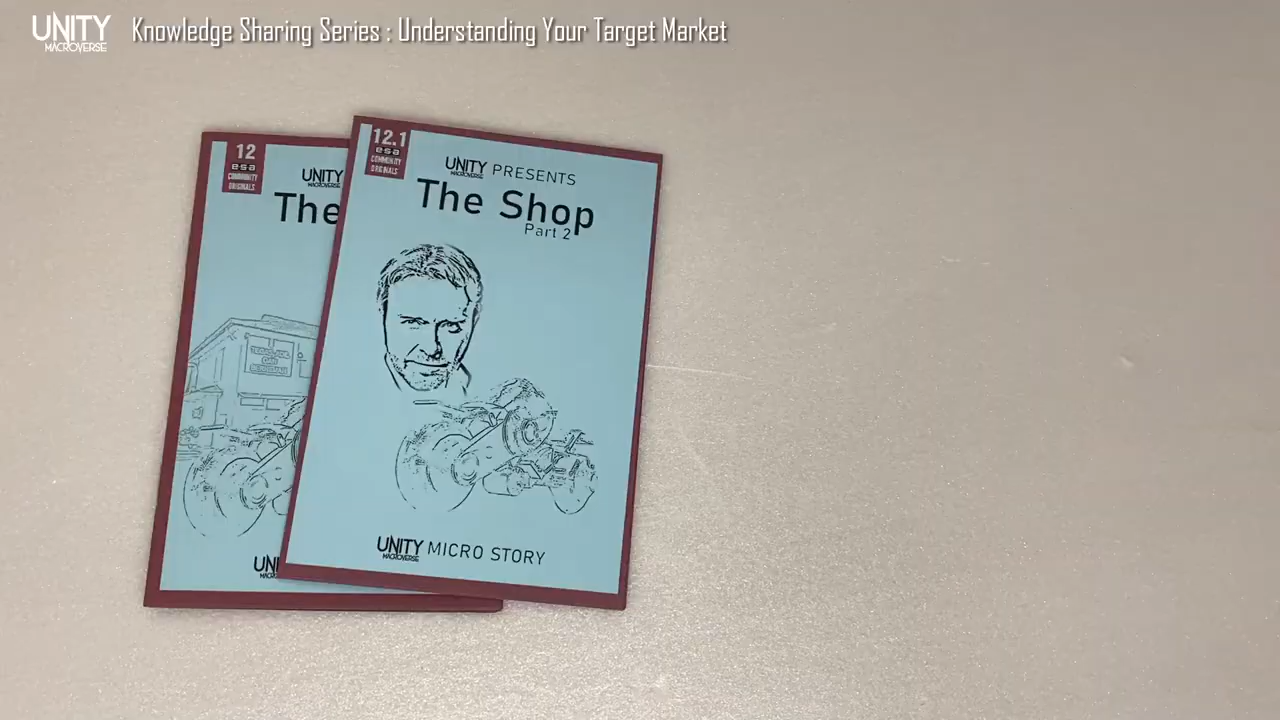 UNITY
MACROVERSE
Knowledge Sharing Series : Understanding Your Target Market
12
esa
COMMUNITY
ORIGINALS
UNITY
MACROVERSE
The
12.1
esa
COMMUNITY
ORIGINALS
UNITY
MACROVERSE
PRESENTS
The Shop
Part 2
UNITY
MACROVERSE
MICRO STORY